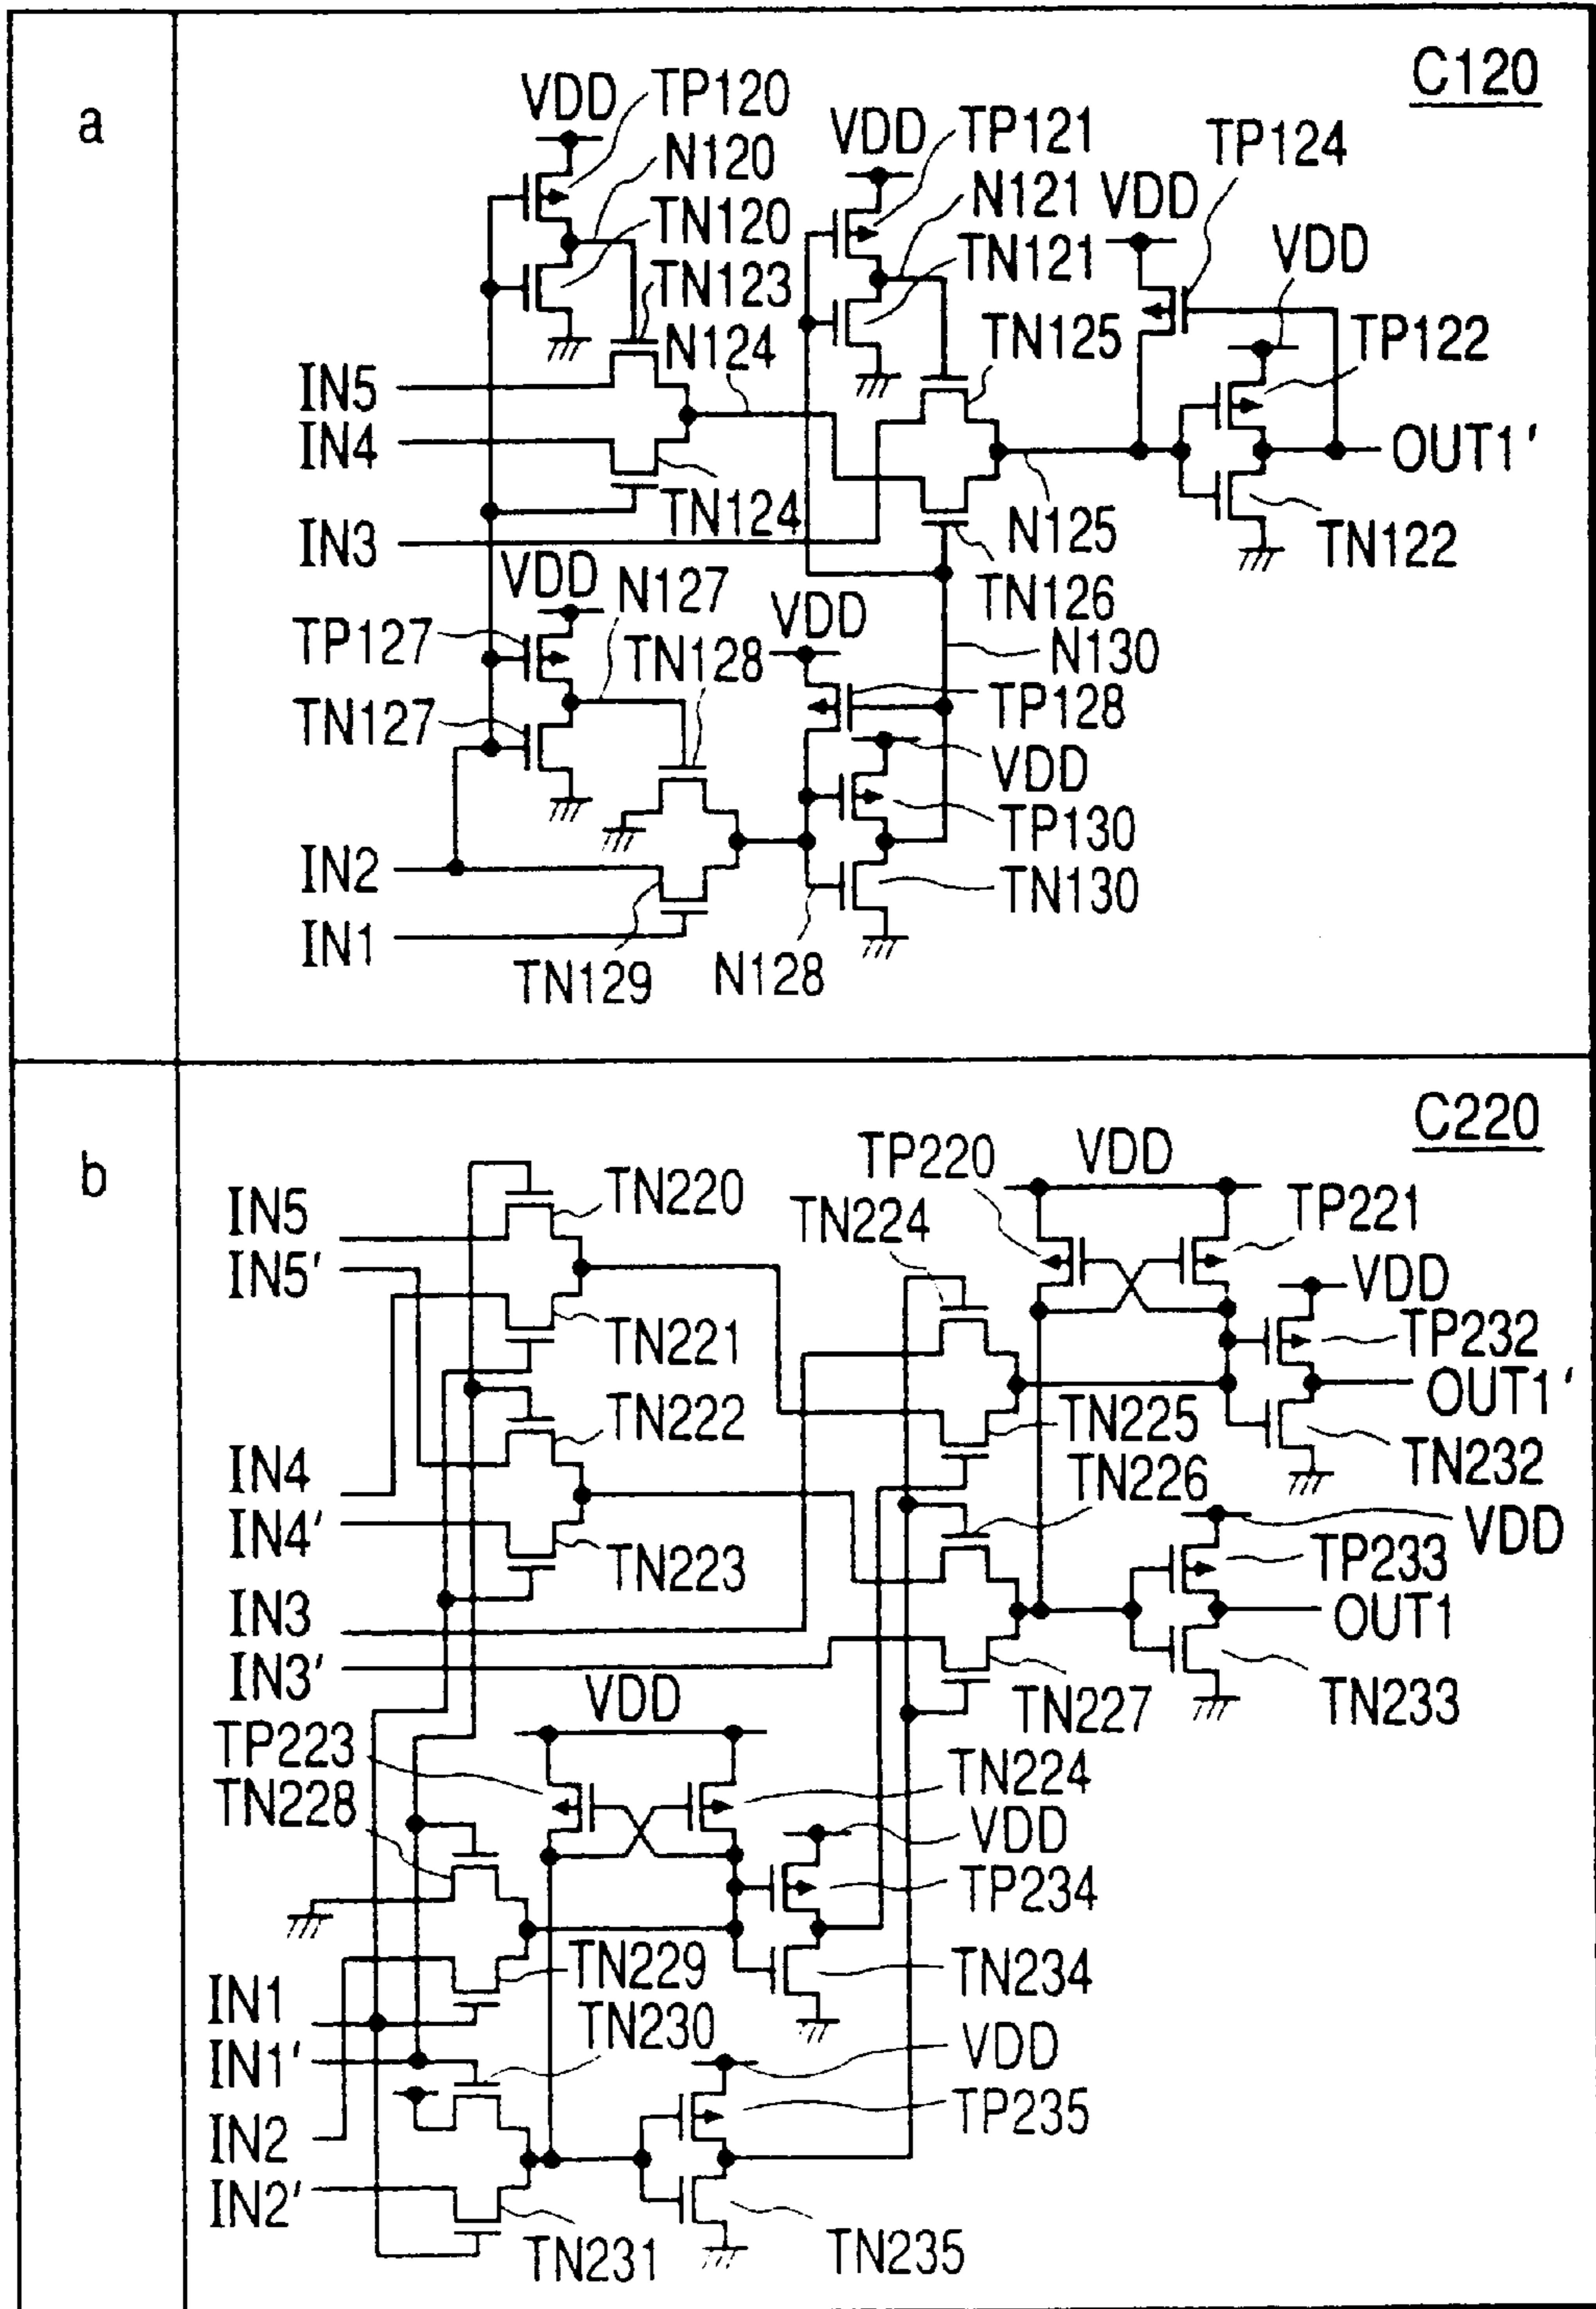 a
C120
VDD
TP120
N120
TN120
TN123
N124
VDD
TP121
N121
TN121
TN125
TP124
VDD
VDD
TP122
IN5
IN4
TN124
OUT1'
IN3
N125
TN122
VDD
N127
TN126
TP127
TN128
VDD
N130
TN127
TP128
VDD
TP130
IN2
TN130
IN1
TN129
N128
b
C220
TP220
VDD
IN5
TN220
TN224
TP221
IN5'
VDD
TN221
TP232
OUT1'
TN222
TN225
IN4
TN226
TN232
IN4'
VDD
TN223
TP233
IN3
OUT1
IN3'
VDD
TN227
TN233
TP223
TN228
TN224
VDD
TP234
TN229
TN234
IN1
TN230
VDD
IN1'
TP235
IN2
IN2'
TN231
TN235